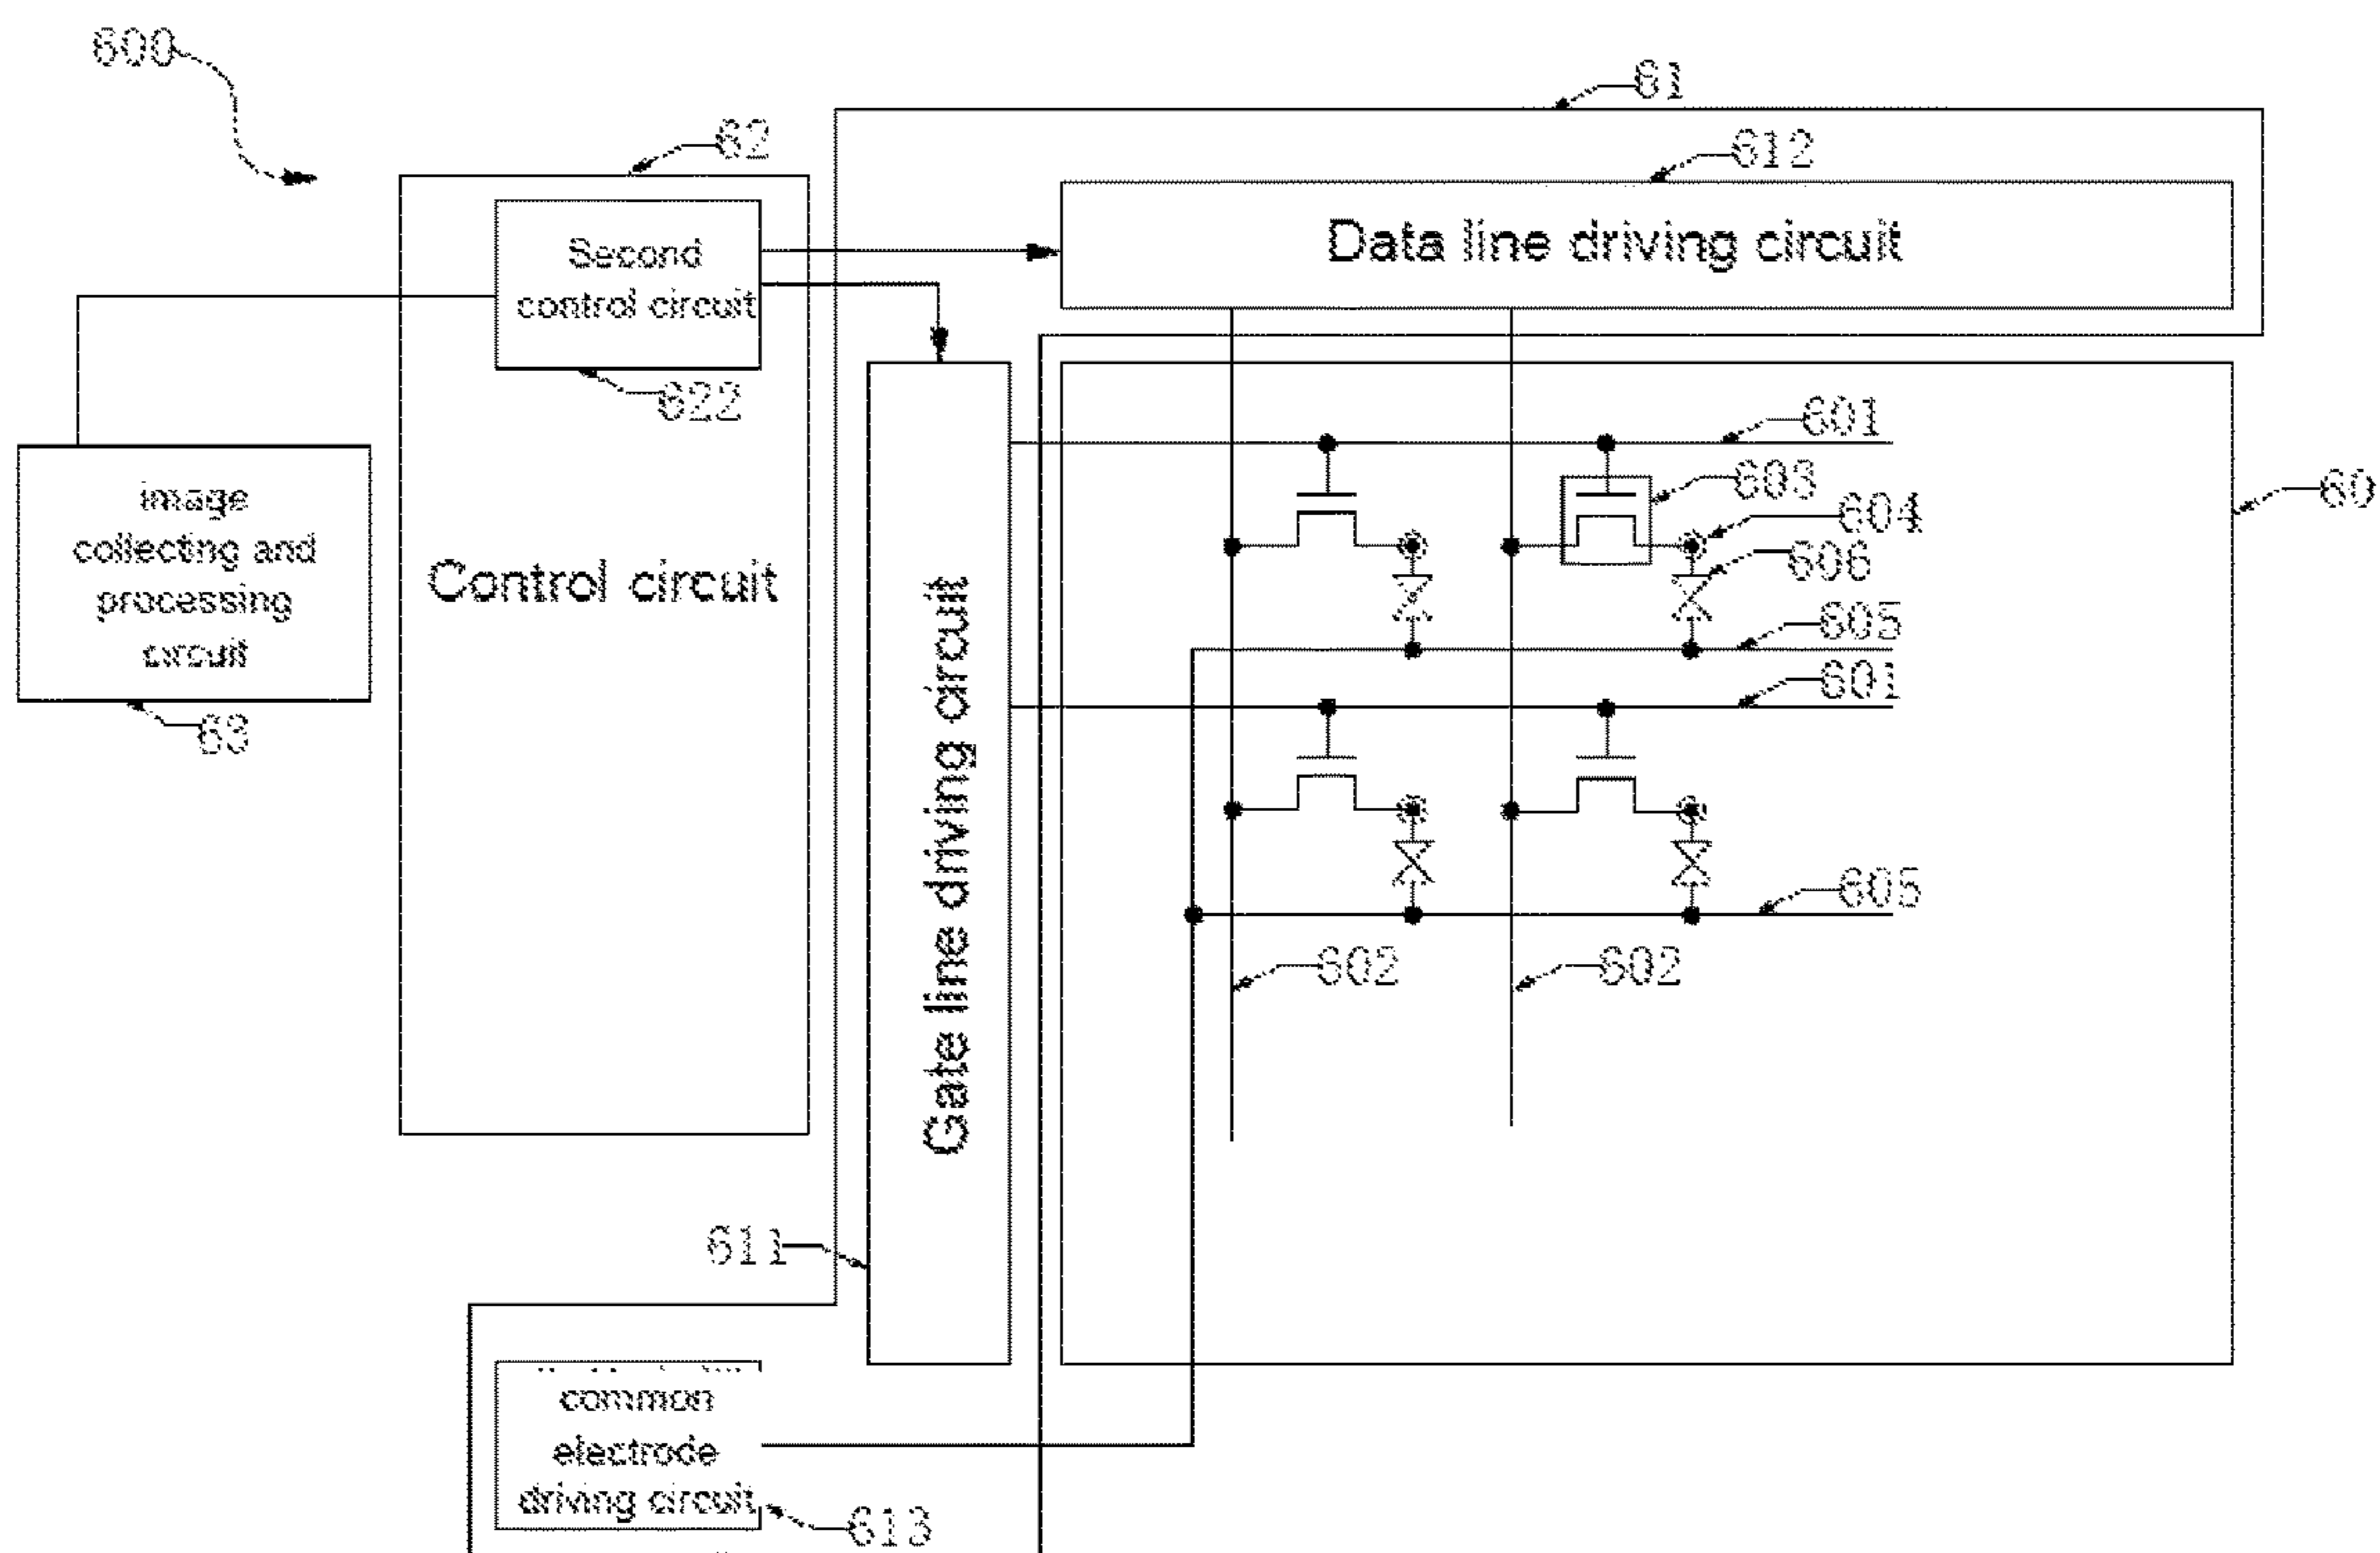 600
61
62
612
Second
control circuit
Data line driving circuit
622
601
603
60
604
606
image
collecting and
processing
circuit
Control circuit
605
601
63
Gate line driving circuit
605
602
602
611
common
electrode
driving circuit
613